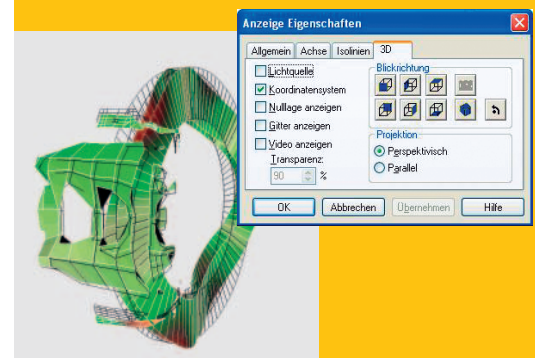 Anzeige Eigenschaften
Allgemein Achse Isolinien 3D
Lichtquelle
Koordinatensystem
Nullage anzeigen
Gitter anzeigen
Video anzeigen
Transparenz:
90 %
Blickrichtung
Projektion
Perspektivisch
Parallel
OK Abbrechen Übernehmen Hilfe